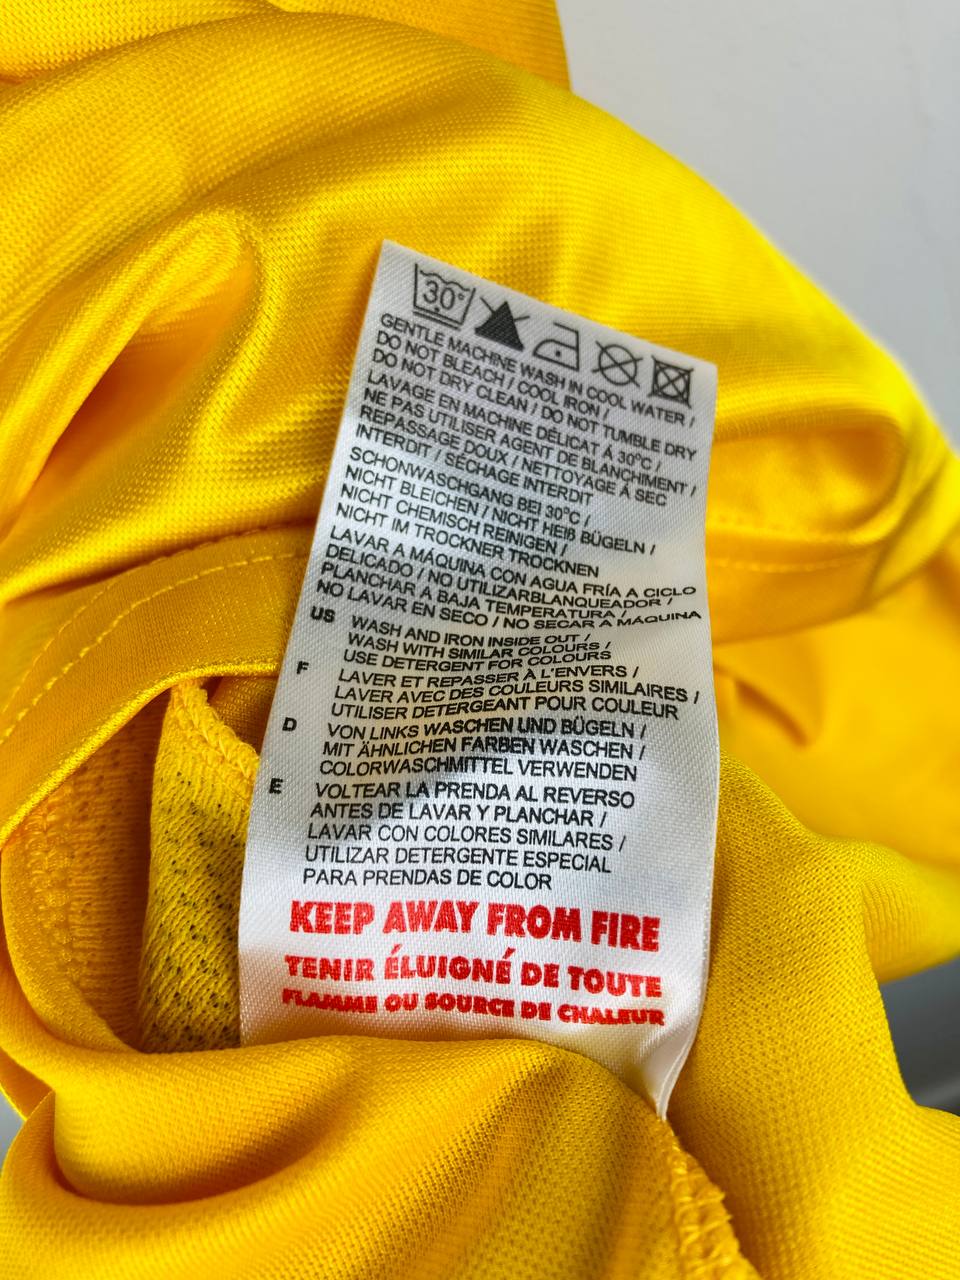 30°
GENTLE MACHINE WASH IN COOL WATER /
DO NOT BLEACH / COOL IRON /
DO NOT DRY CLEAN / DO NOT TUMBLE DRY
LAVAGE EN MACHINE DÉLICAT Á 30°C /
NE PAS UTILISER AGENT DE BLANCHIMENT /
REPASSAGE DOUX / NETTOYAGE Á SEC
INTERDIT / SÉCHAGE INTERDIT
SCHONWASCHGANG BEI 30°C /
NICHT BLEICHEN / NICHT HEIß BÜGELN /
NICHT CHEMISCH REINIGEN /
NICHT IM TROCKNER TROCKNEN
LAVAR A MÁQUINA CON AGUA FRÍA A CICLO
DELICADO / NO UTILIZARBLANQUEADOR /
PLANCHAR A BAJA TEMPERATURA /
NO LAVAR EN SECO / NO SECAR A MÁQUINA
US WASH AND IRON INSIDE OUT /
WASH WITH SIMILAR COLOURS /
USE DETERGENT FOR COLOURS
F LAVER ET REPASSER À L'ENVERS /
LAVER AVEC DES COULEURS SIMILAIRES /
UTILISER DETERGEANT POUR COULEUR
D VON LINKS WASCHEN UND BÜGELN /
MIT ÄHNLICHEN FARBEN WASCHEN /
COLORWASCHMITTEL VERWENDEN
E VOLTEAR LA PRENDA AL REVERSO
ANTES DE LAVAR Y PLANCHAR /
LAVAR CON COLORES SIMILARES /
UTILIZAR DETERGENTE ESPECIAL
PARA PRENDAS DE COLOR
KEEP AWAY FROM FIRE
TENIR ÉLUIGNÉ DE TOUTE
FLAMME OU SOURCE DE CHALEUR